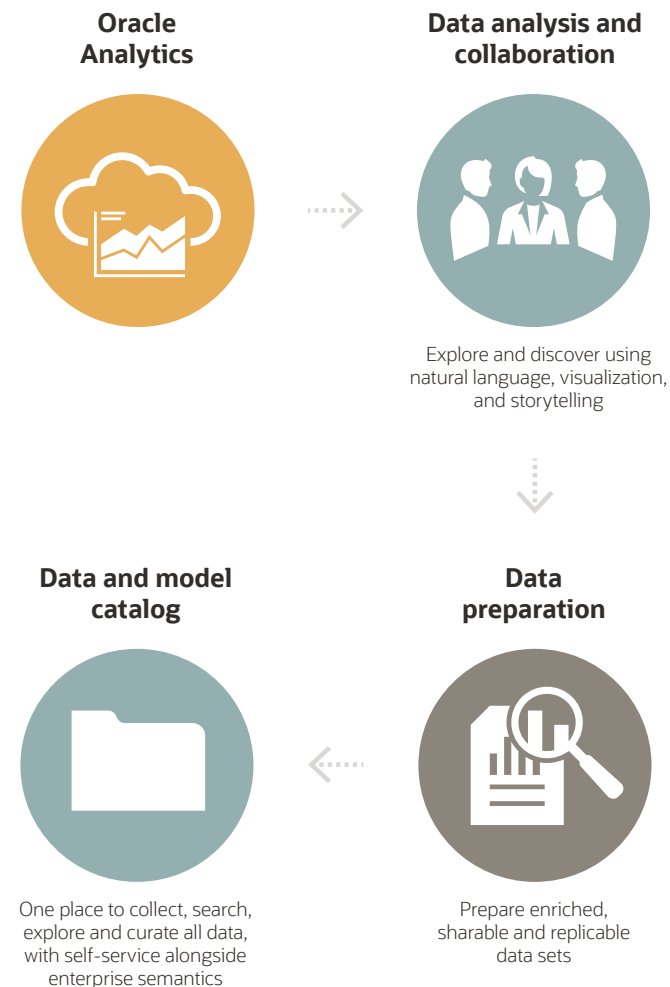 Oracle
Analytics
Data analysis and
collaboration
Explore and discover using
natural language, visualization,
and storytelling
Data
preparation
Prepare enriched,
sharable and replicable
data sets
Data and model
catalog
One place to collect, search,
explore and curate all data,
with self-service alongside
enterprise semantics